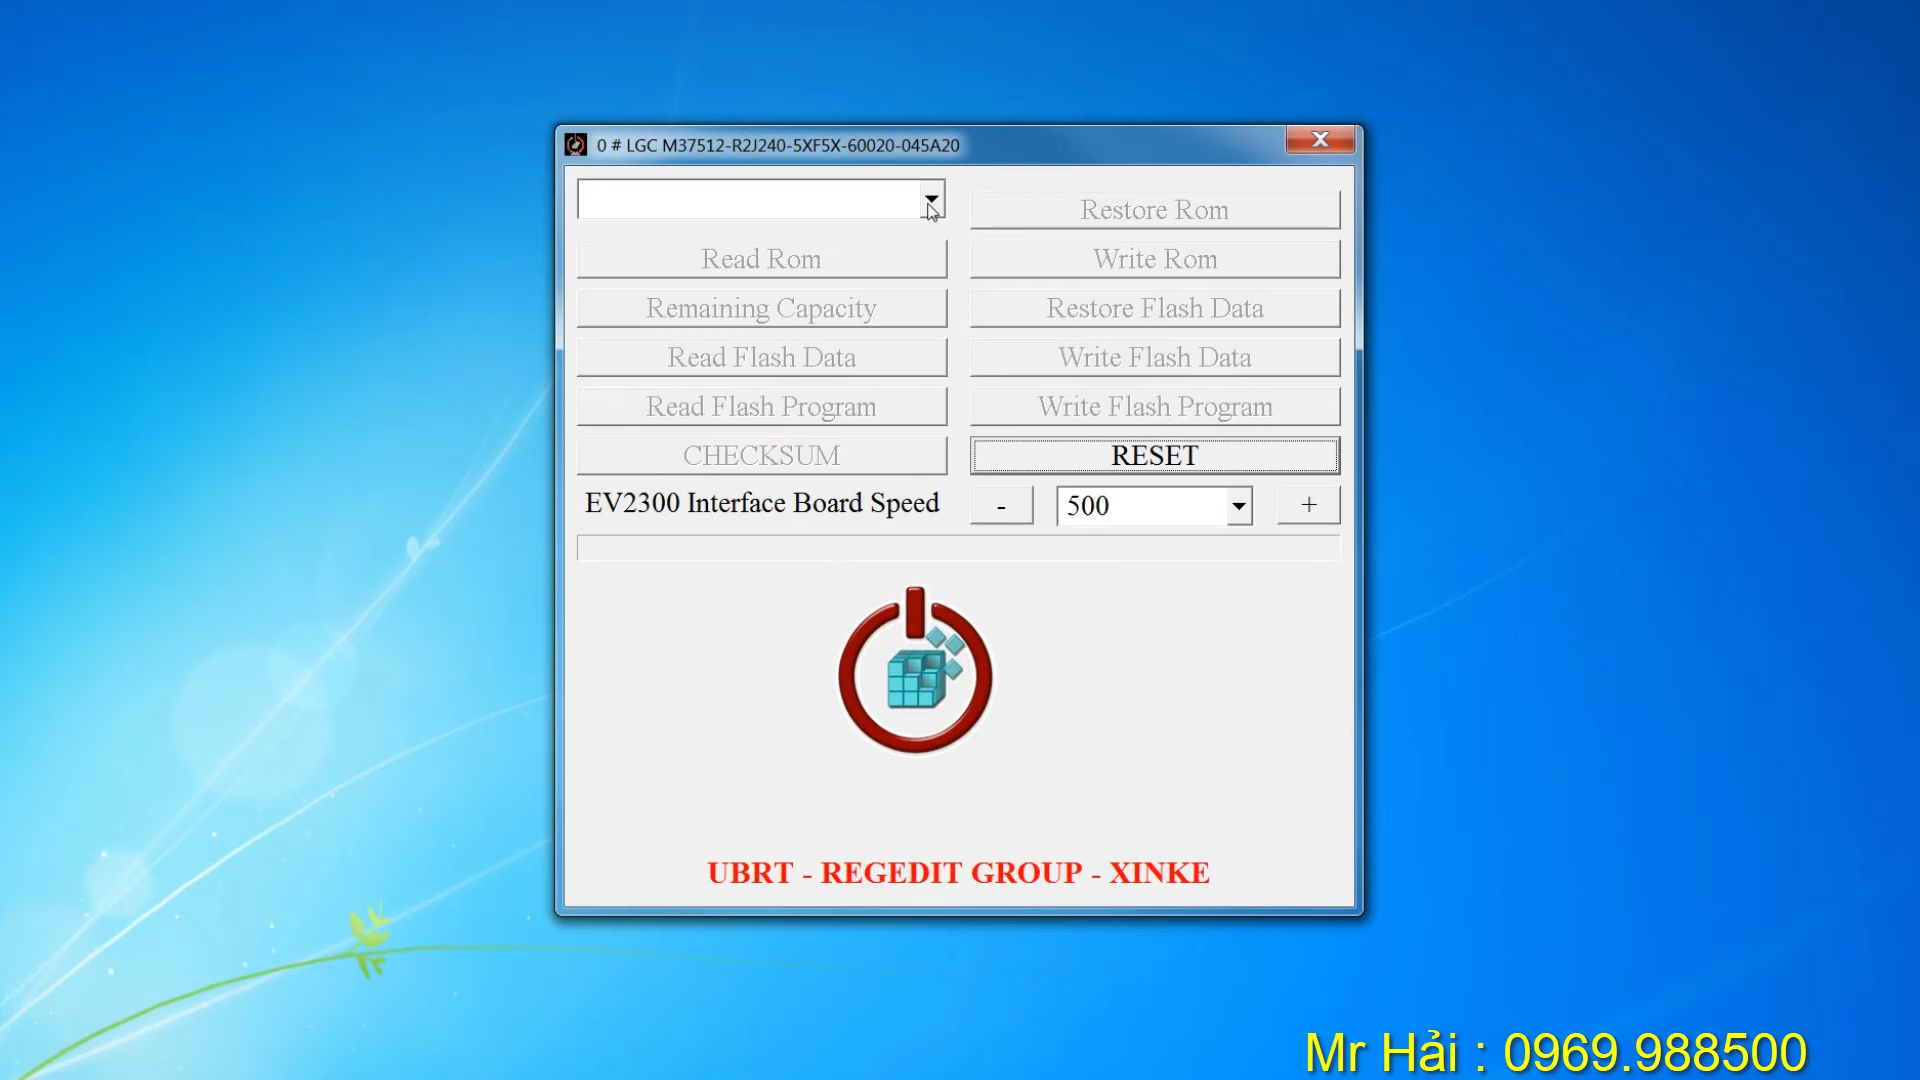 0 # LGC M37512-R2J240-5XF5X-60020-045A20
Restore Rom
Read Rom
Write Rom
Remaining Capacity
Restore Flash Data
Read Flash Data
Write Flash Data
Read Flash Program
Write Flash Program
CHECKSUM
RESET
EV2300 Interface Board Speed
-
500
+
UBRT - REGEDIT GROUP - XINKE
Mr Hải : 0969.988500